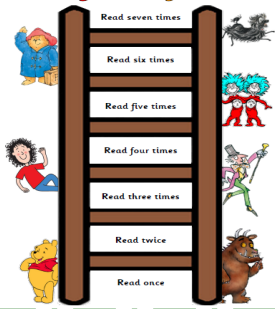 Read seven times
Read six times
Read five times
Read four times
Read three times
Read twice
Read once